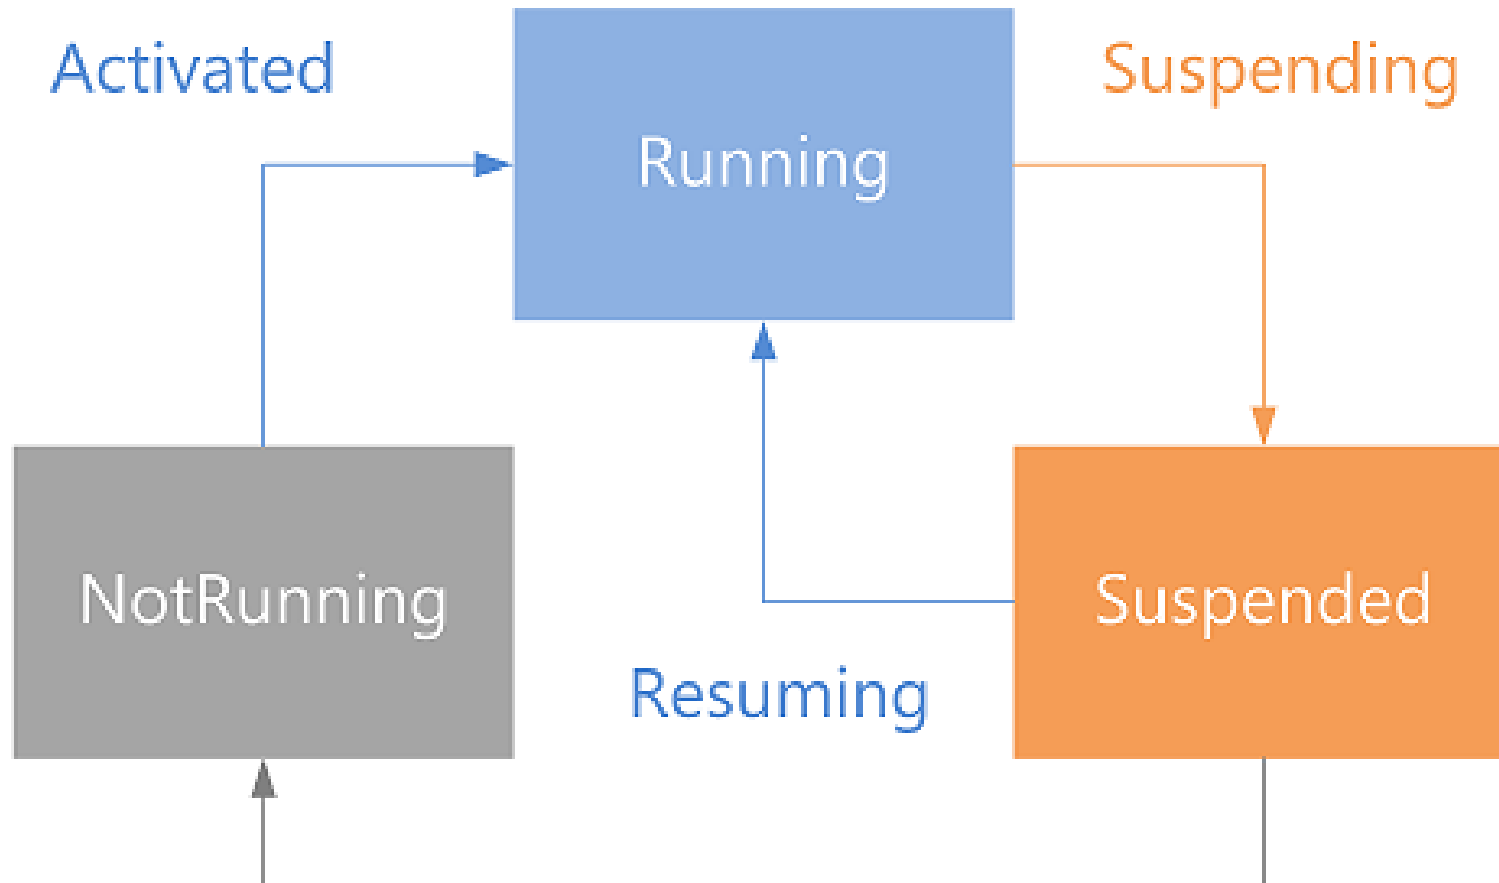 Activated
Suspending
Running
NotRunning
Suspended
Resuming